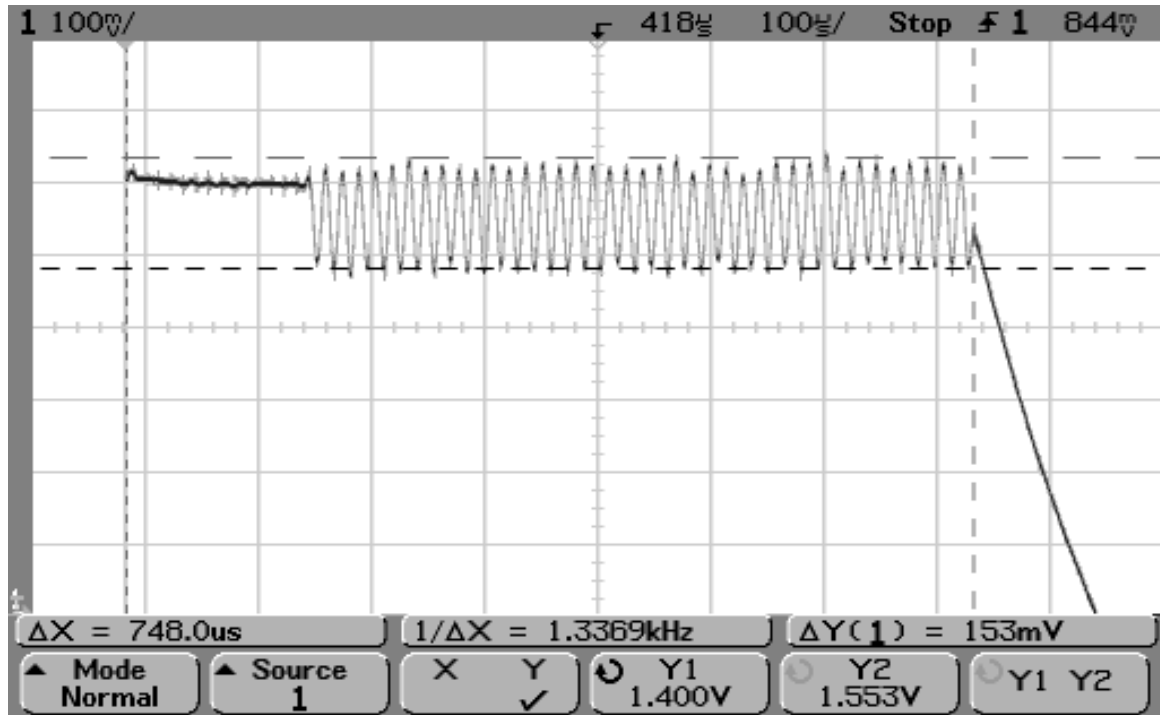 1 100mV/ 418us 100us/ Stop 1 844mV
ΔX = 748.0us 1/ΔX = 1.3369kHz ΔY(1) = 153mV
Mode Source X Y Y1 Y2 Y1 Y2
Normal 1 ✓ 1.400V 1.553V